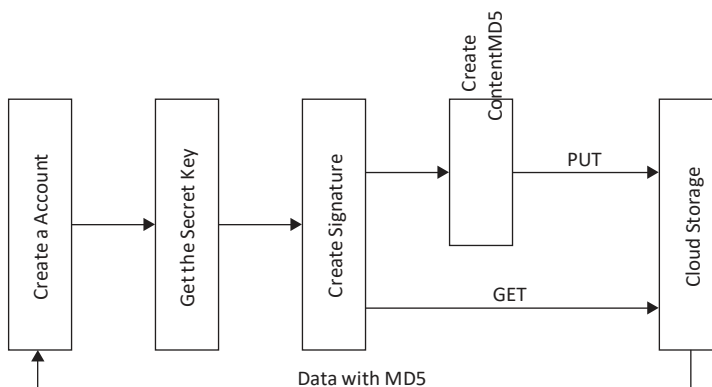 Create a Account
Get the Secret Key
Create Signature
Create
ContentMD5
PUT
GET
Cloud Storage
Data with MD5